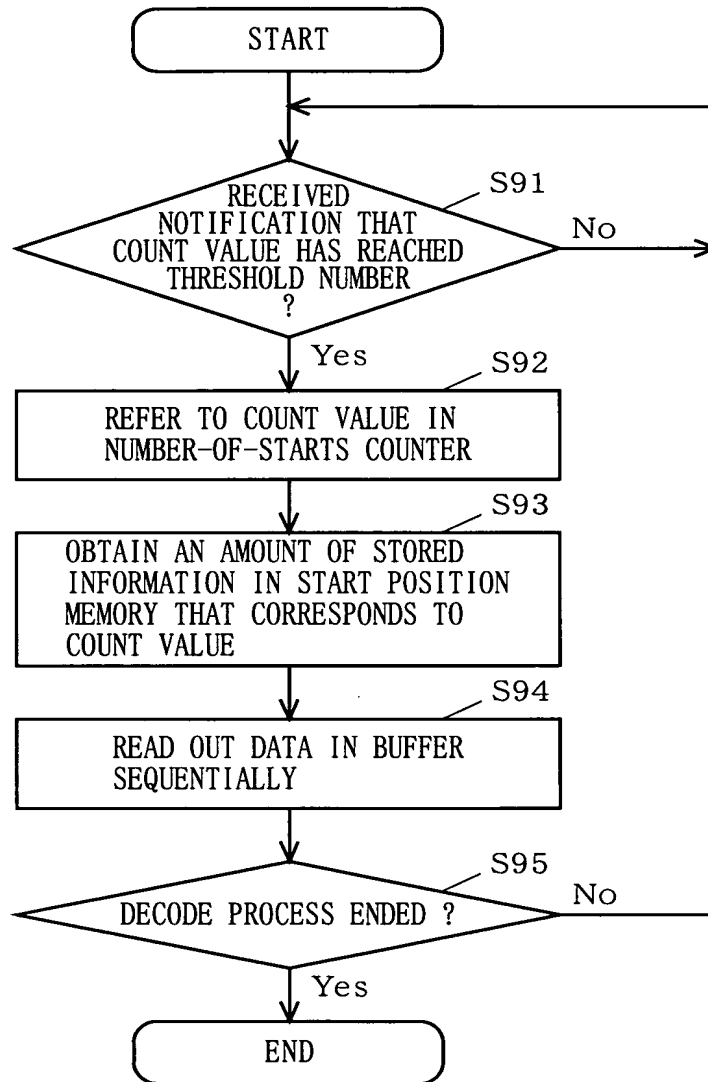 START
S91
RECEIVED
NOTIFICATION THAT
COUNT VALUE HAS REACHED
THRESHOLD NUMBER
?
No
Yes
S92
REFER TO COUNT VALUE IN
NUMBER-OF-STARTS COUNTER
S93
OBTAIN AN AMOUNT OF STORED
INFORMATION IN START POSITION
MEMORY THAT CORRESPONDS TO
COUNT VALUE
S94
READ OUT DATA IN BUFFER
SEQUENTIALLY
S95
DECODE PROCESS ENDED ?
No
Yes
END